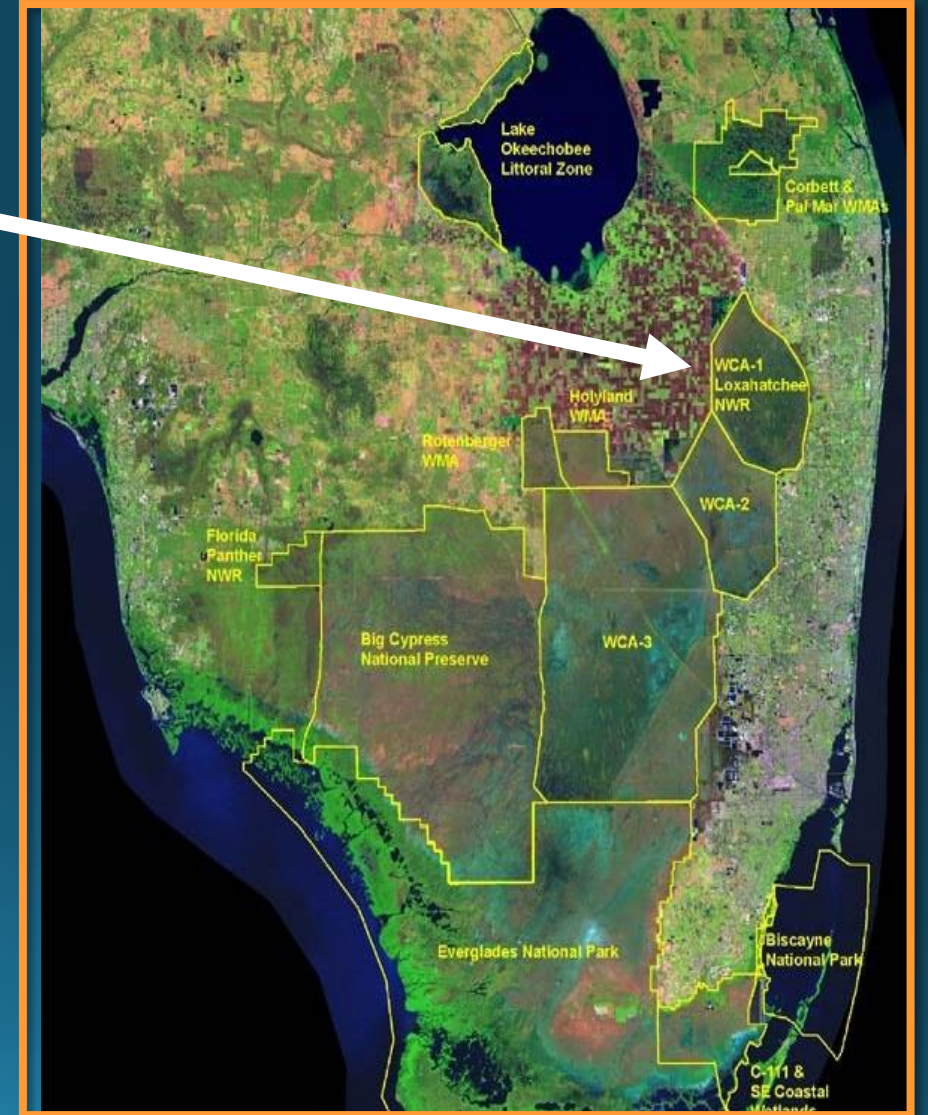 Lake
Okeechobee
Littoral Zone
Corbett &
Pal Mar WMAs
WCA-1
Loxahatchee
NWR
Holyland
WMA
Rotenberger
WMA
WCA-2
Florida
Panther
NWR
Big Cypress
National Preserve
WCA-3
Everglades National Park
Biscayne
National Park
C-111 &
SE Coastal
Wetlands